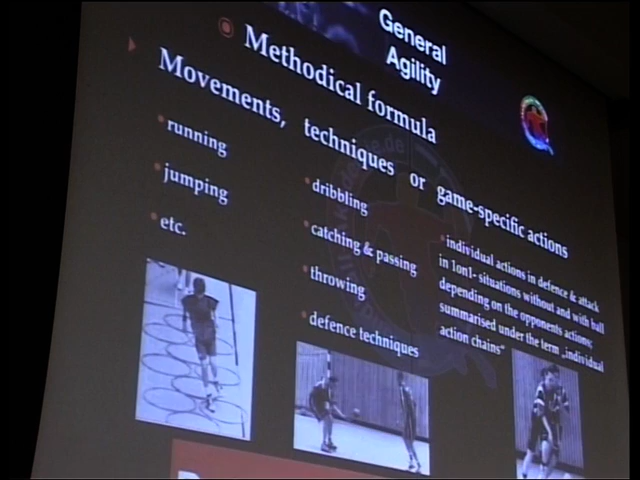 General
Agility
Methodical formula
Movements, techniques or game-specific actions
running
jumping
etc.
dribbling
catching & passing
throwing
defence techniques
individual actions in defence & attack
in 1on1- situations without and with ball
depending on the opponents actions;
summarised under the term „individual
action chains“